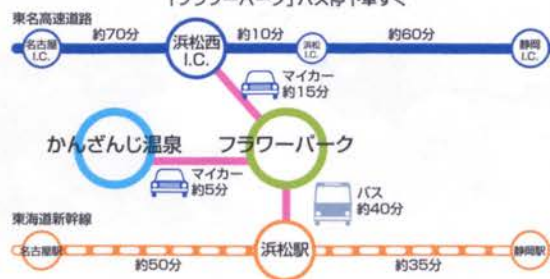 「フラワーパーク」バス停下車すぐ
東名高速道路
約70分
約10分
約60分
名古屋
I.C.
浜松西
I.C.
浜松
I.C.
静岡
I.C.
マイカー
約15分
かんざんじ温泉
フラワーパーク
マイカー
約5分
バス
約40分
東海道新幹線
名古屋駅
浜松駅
静岡駅
約50分
約35分